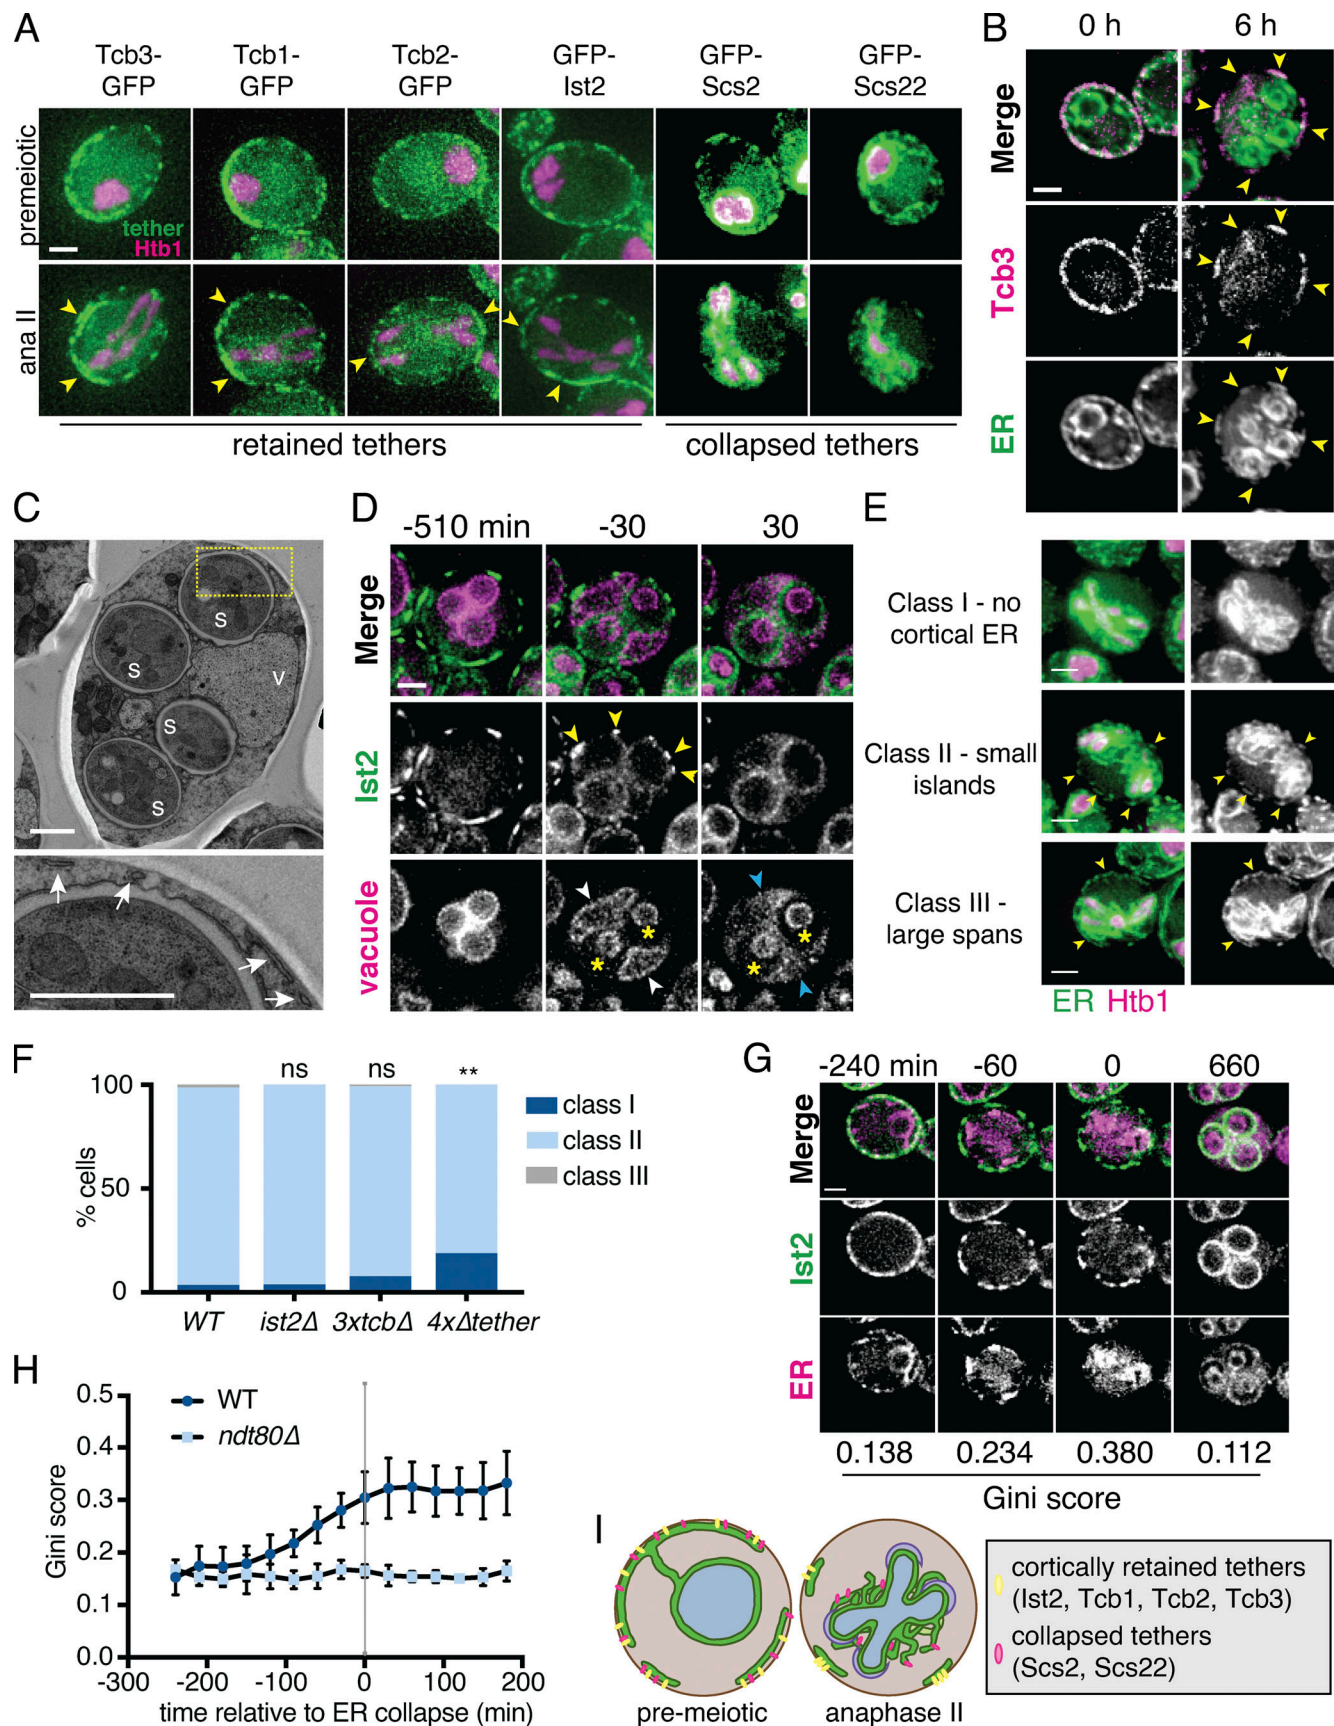 A
Tcb3-
GFP
Tcb1-
GFP
Tcb2-
GFP
GFP-
Ist2
GFP-
Scs2
GFP-
Scs22
premeiotic
tether
Htb1
ana II
retained tethers
collapsed tethers
B
0 h
6 h
Merge
Tcb3
ER
C
S
S
S
S
V
D
-510 min
-30
30
Merge
Ist2
vacuole
*
*
*
*
E
Class I - no
cortical ER
Class II - small
islands
Class III -
large spans
ER Htb1
F
ns
ns
**
100
50
0
% cells
WT
ist2Δ
3xtcbΔ
4xΔtether
class I
class II
class III
G
-240 min
-60
0
660
Merge
Ist2
ER
0.138
0.234
0.380
0.112
Gini score
H
WT
ndt80Δ
0.5
0.4
0.3
0.2
0.1
0.0
Gini score
-300
-200
-100
0
100
200
time relative to ER collapse (min)
I
pre-meiotic
anaphase II
cortically retained tethers
(Ist2, Tcb1, Tcb2, Tcb3)
collapsed tethers
(Scs2, Scs22)